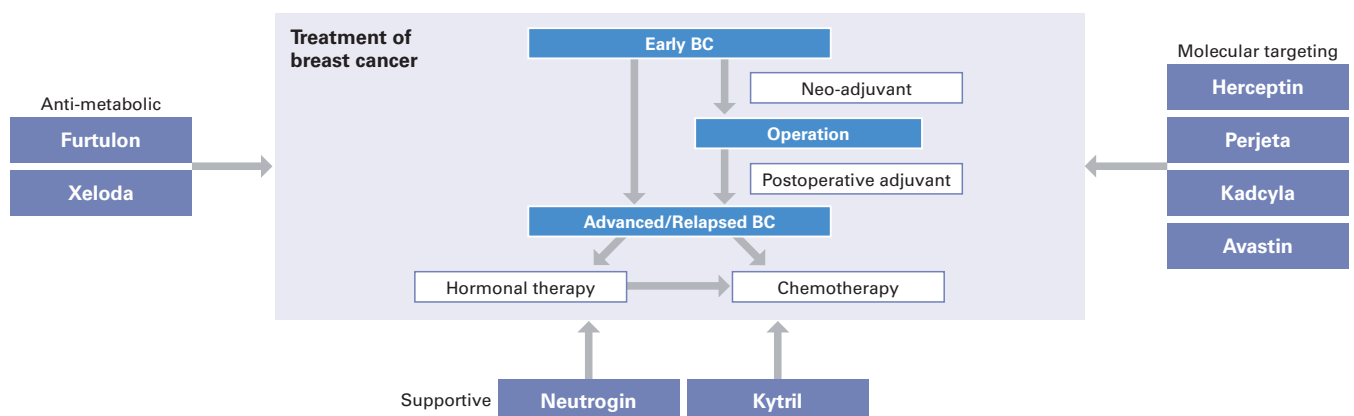 Treatment of
breast cancer
Early BC
Neo-adjuvant
Operation
Postoperative adjuvant
Advanced/Relapsed BC
Hormonal therapy
Chemotherapy
Anti-metabolic
Furtulon
Xeloda
Molecular targeting
Herceptin
Perjeta
Kadcyla
Avastin
Supportive
Neutrogin
Kytril